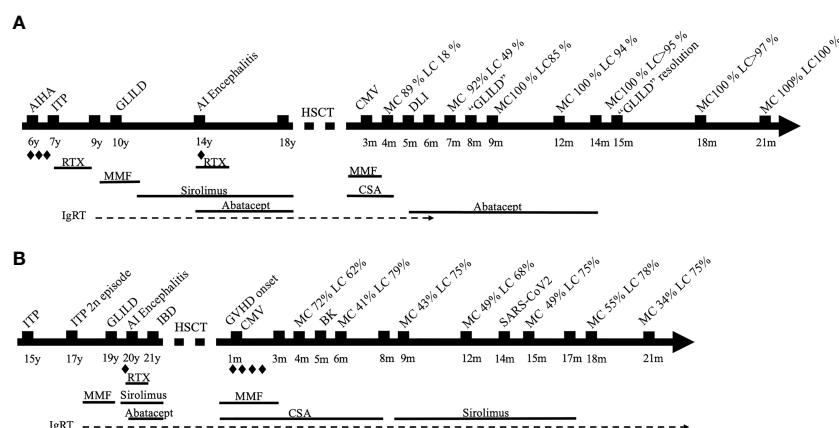 A
AIHA
ITP
GLILD
AI Encephalitis
HSCT
CMV
MC 89 % LC 18 %
DLI
MC 92% LC 49 %
“GLILD”
MC100 % LC85 %
MC 100 % LC 94 %
MC100 % LC>95 %
“GLILD” resolution
MC100 % LC>97 %
MC 100% LC100 %
6y 7y 9y 10y 14y 18y 3m 4m 5m 6m 7m 8m 9m 12m 14m 15m 18m 21m
RTX RTX
MMF MMF
Sirolimus CSA
Abatacept Abatacept
IgRT
B
ITP
ITP 2n episode
GLILD
AI Encephalitis
IBD
HSCT
GVHD onset
CMV
MC 72% LC 62%
BK
MC 41% LC 79%
MC 43% LC 75%
MC 49% LC 68%
SARS-CoV2
MC 49% LC 75%
MC 55% LC 78%
MC 34% LC 75%
15y 17y 19y 20y 21y 1m 3m 4m 5m 6m 8m 9m 12m 14m 15m 17m 18m 21m
RTX
MMF Sirolimus MMF
Abatacept CSA Sirolimus
IgRT